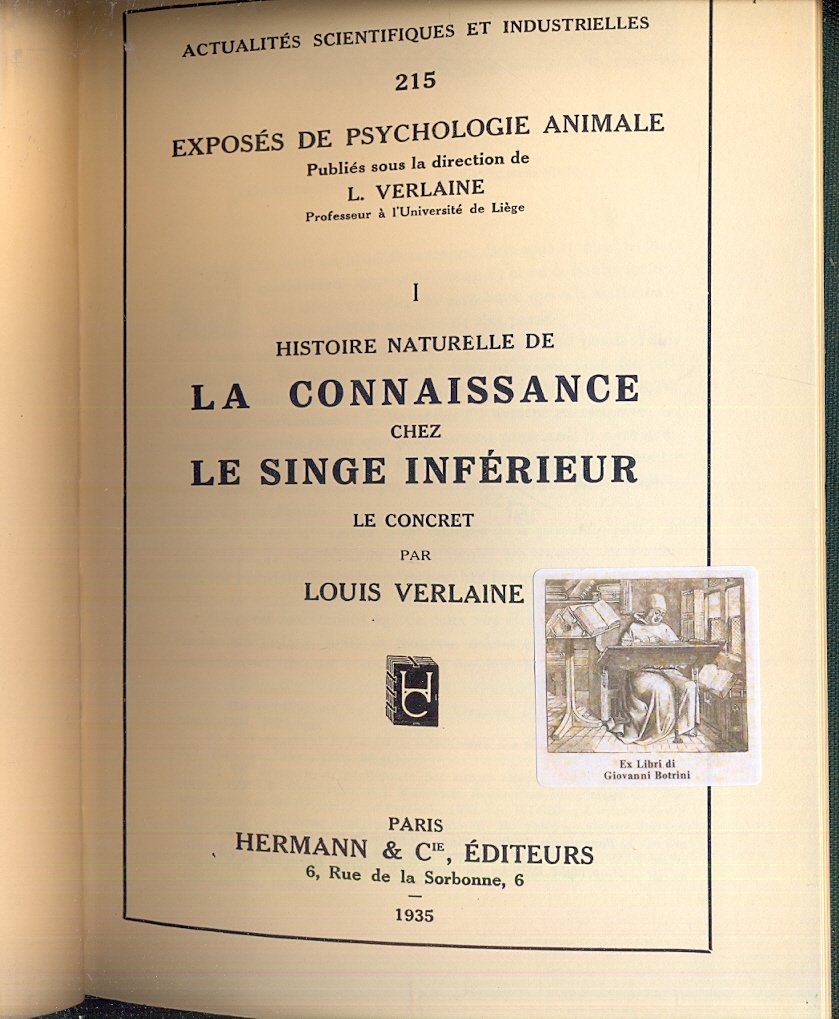 ACTUALITÉS SCIENTIFIQUES ET INDUSTRIELLES
215
EXPOSÉS DE PSYCHOLOGIE ANIMALE
Publiés sous la direction de
L. VERLAINE
Professeur à l'Université de Liège
I
HISTOIRE NATURELLE DE
LA CONNAISSANCE
CHEZ
LE SINGE INFÉRIEUR
LE CONCRET
PAR
LOUIS VERLAINE
HC
Ex Libri di
Giovanni Botrini
PARIS
HERMANN & CIE, ÉDITEURS
6, Rue de la Sorbonne, 6
1935